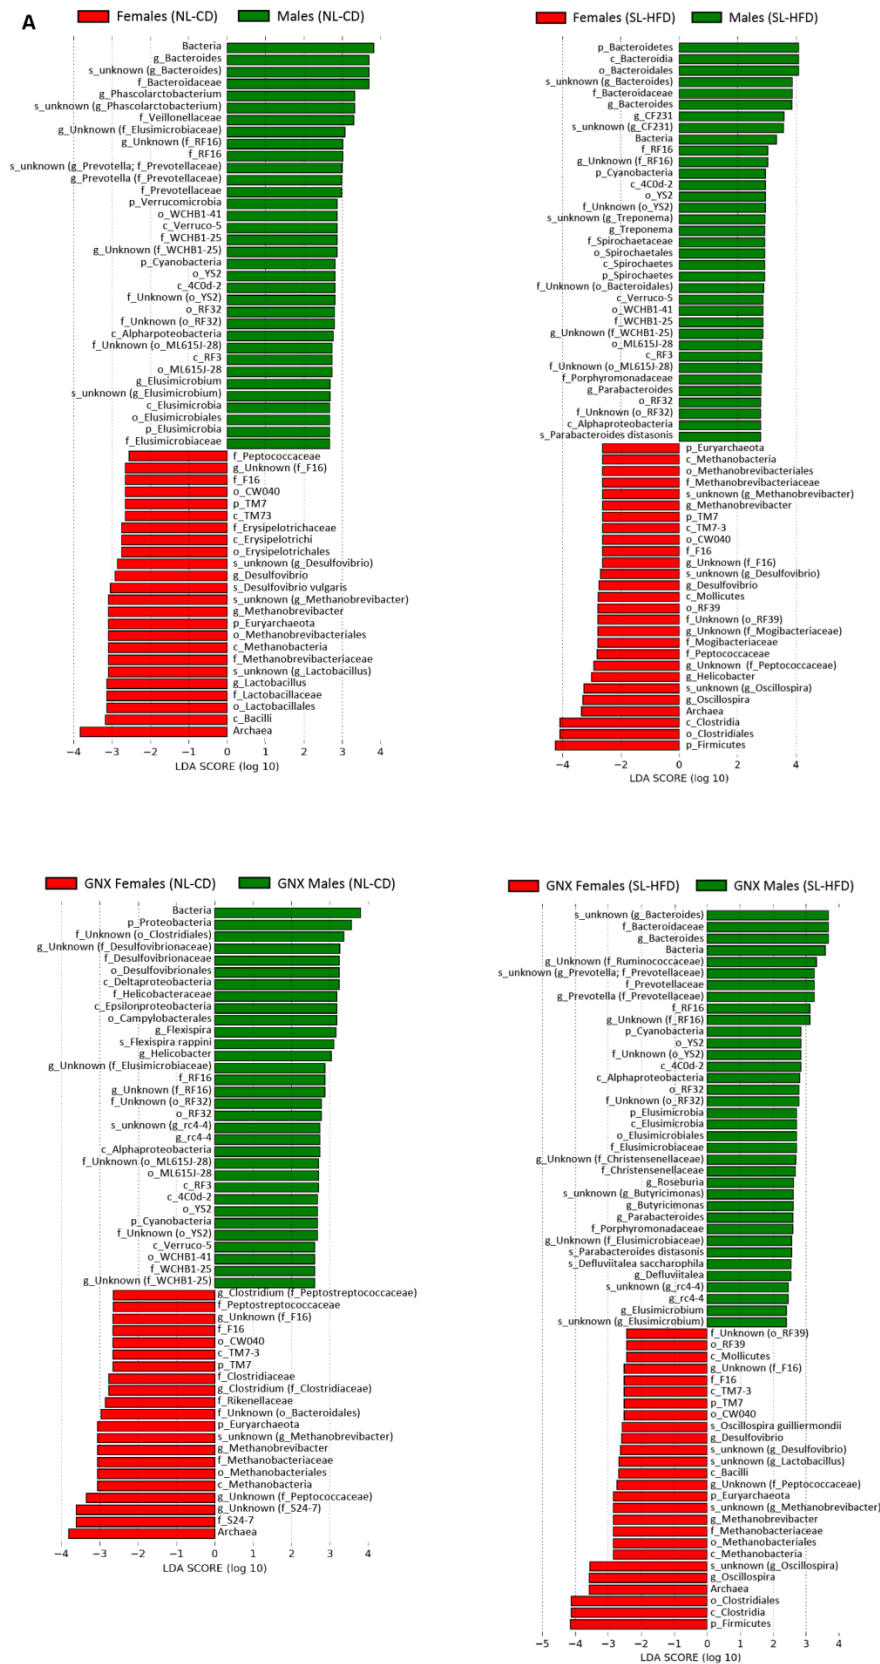 A
Females (NL-CD) Males (NL-CD)
Bacteria
g_Bacteroides
s_unknown (g_Bacteroides)
f_Bacteroidaceae
g_Phascolarctobacterium
s_unknown (g_Phascolarctobacterium)
f_Veillonellaceae
g_Unknown (f_Elusimicrobiaceae)
g_Unknown (f_RF16)
f_RF16
s_unknown (g_Prevotella; f_Prevotellaceae)
g_Prevotella (f_Prevotellaceae)
f_Prevotellaceae
p_Verrucomicrobia
o_WCHB1-41
c_Verruco-5
f_WCHB1-25
g_Unknown (f_WCHB1-25)
p_Cyanobacteria
o_YS2
c_4C0d-2
f_Unknown (o_YS2)
o_RF32
f_Unknown (o_RF32)
c_Alpharpoteobacteria
f_Unknown (o_ML615J-28)
c_RF3
o_ML615J-28
g_Elusimicrobium
s_unknown (g_Elusimicrobium)
c_Elusimicrobia
o_Elusimicrobiales
p_Elusimicrobia
f_Elusimicrobiaceae
f_Peptococcaceae
g_Unknown (f_F16)
f_F16
o_CW040
p_TM7
c_TM73
f_Erysipelotrichaceae
c_Erysipelotrichi
o_Erysipelotrichales
s_unknown (g_Desulfovibrio)
g_Desulfovibrio
s_Desulfovibrio vulgaris
s_unknown (g_Methanobrevibacter)
g_Methanobrevibacter
p_Euryarchaeota
o_Methanobrevibacteriales
c_Methanobacteria
f_Methanobrevibacteriaceae
s_unknown (g_Lactobacillus)
g_Lactobacillus
f_Lactobacillaceae
o_Lactobacillales
c_Bacilli
Archaea
−4 −3 −2 −1 0 1 2 3 4
LDA SCORE (log 10)
Females (SL-HFD) Males (SL-HFD)
p_Bacteroidetes
c_Bacteroidia
o_Bacteroidales
s_unknown (g_Bacteroides)
f_Bacteroidaceae
g_Bacteroides
g_CF231
s_unknown (g_CF231)
Bacteria
f_RF16
g_Unknown (f_RF16)
p_Cyanobacteria
c_4C0d-2
o_YS2
f_Unknown (o_YS2)
s_unknown (g_Treponema)
g_Treponema
f_Spirochaetaceae
o_Spirochaetales
c_Spirochaetes
p_Spirochaetes
f_Unknown (o_Bacteroidales)
c_Verruco-5
o_WCHB1-41
f_WCHB1-25
g_Unknown (f_WCHB1-25)
o_ML615J-28
c_RF3
f_Unknown (o_ML615J-28)
f_Porphyromonadaceae
g_Parabacteroides
o_RF32
f_Unknown (o_RF32)
c_Alphaproteobacteria
s_Parabacteroides distasonis
p_Euryarchaeota
c_Methanobacteria
o_Methanobrevibacteriales
f_Methanobrevibacteriaceae
s_unknown (g_Methanobrevibacter)
g_Methanobrevibacter
p_TM7
c_TM7-3
o_CW040
f_F16
g_Unknown (f_F16)
s_unknown (g_Desulfovibrio)
g_Desulfovibrio
c_Mollicutes
o_RF39
f_Unknown (o_RF39)
g_Unknown (f_Mogibacteriaceae)
f_Mogibacteriaceae
f_Peptococcaceae
g_Unknown (f_Peptococcaceae)
g_Helicobacter
s_unknown (g_Oscillospira)
g_Oscillospira
Archaea
c_Clostridia
o_Clostridiales
p_Firmicutes
−4 −2 0 2 4
LDA SCORE (log 10)
GNX Females (NL-CD) GNX Males (NL-CD)
Bacteria
p_Proteobacteria
f_Unknown (o_Clostridiales)
g_Unknown (f_Desulfovibrionaceae)
f_Desulfovibrionaceae
o_Desulfovibrionales
c_Deltaproteobacteria
f_Helicobacteraceae
c_Epsilonproteobacteria
o_Campylobacterales
g_Flexispira
s_Flexispira rappini
g_Helicobacter
g_Unknown (f_Elusimicrobiaceae)
f_RF16
g_Unknown (f_RF16)
f_Unknown (o_RF32)
o_RF32
s_unknown (g_rc4-4)
g_rc4-4
c_Alphaproteobacteria
f_Unknown (o_ML615J-28)
o_ML615J-28
c_RF3
c_4C0d-2
o_YS2
p_Cyanobacteria
f_Unknown (o_YS2)
c_Verruco-5
o_WCHB1-41
f_WCHB1-25
g_Unknown (f_WCHB1-25)
g_Clostridium (f_Peptostreptococcaceae)
f_Peptostreptococcaceae
g_Unknown (f_F16)
f_F16
o_CW040
c_TM7-3
p_TM7
f_Clostridiaceae
g_Clostridium (f_Clostridiaceae)
f_Rikenellaceae
f_Unknown (o_Bacteroidales)
p_Euryarchaeota
s_unknown (g_Methanobrevibacter)
g_Methanobrevibacter
f_Methanobacteriaceae
o_Methanobacteriales
c_Methanobacteria
g_Unknown (f_Peptococcaceae)
g_Unknown (f_S24-7)
f_S24-7
Archaea
−4 −3 −2 −1 0 1 2 3 4
LDA SCORE (log 10)
GNX Females (SL-HFD) GNX Males (SL-HFD)
s_unknown (g_Bacteroides)
f_Bacteroidaceae
g_Bacteroides
Bacteria
g_Unknown (f_Ruminococcaceae)
s_unknown (g_Prevotella; f_Prevotellaceae)
f_Prevotellaceae
g_Prevotella (f_Prevotellaceae)
f_RF16
g_Unknown (f_RF16)
p_Cyanobacteria
o_YS2
f_Unknown (o_YS2)
c_4C0d-2
c_Alphaproteobacteria
o_RF32
f_Unknown (o_RF32)
p_Elusimicrobia
c_Elusimicrobia
o_Elusimicrobiales
f_Elusimicrobiaceae
g_Unknown (f_Christensenellaceae)
f_Christensenellaceae
g_Roseburia
s_unknown (g_Butyricimonas)
g_Butyricimonas
g_Parabacteroides
f_Porphyromonadaceae
g_Unknown (f_Elusimicrobiaceae)
s_Parabacteroides distasonis
s_Defluviitalea saccharophila
g_Defluviitalea
s_unknown (g_rc4-4)
g_rc4-4
g_Elusimicrobium
s_unknown (g_Elusimicrobium)
f_Unknown (o_RF39)
o_RF39
c_Mollicutes
g_Unknown (f_F16)
f_F16
c_TM7-3
p_TM7
o_CW040
s_Oscillospira guilliermondii
g_Desulfovibrio
s_unknown (g_Desulfovibrio)
s_unknown (g_Lactobacillus)
c_Bacilli
g_Unknown (f_Peptococcaceae)
p_Euryarchaeota
s_unknown (g_Methanobrevibacter)
g_Methanobrevibacter
f_Methanobacteriaceae
o_Methanobacteriales
c_Methanobacteria
s_unknown (g_Oscillospira)
g_Oscillospira
Archaea
o_Clostridiales
c_Clostridia
p_Firmicutes
−5 −4 −3 −2 −1 0 1 2 3 4
LDA SCORE (log 10)